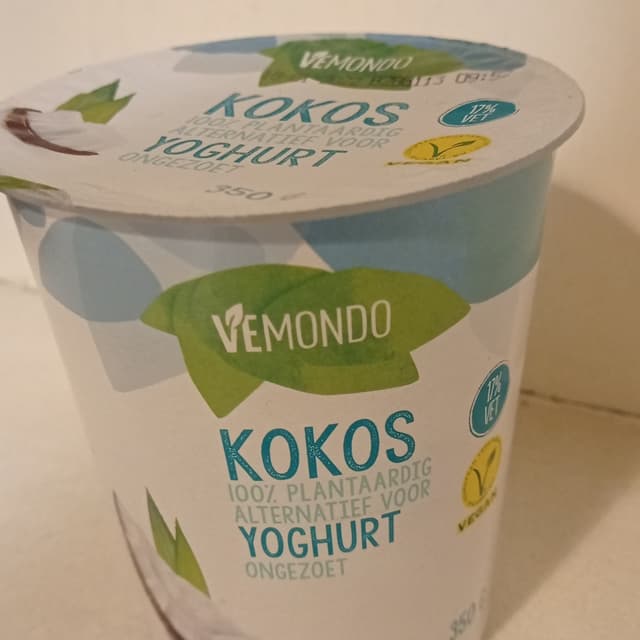 VEMONDO
KOKOS
100% PLANTAARDIG
ALTERNATIEF VOOR
YOGHURT
ONGEZOET
350
17%
VET
VEGAN
VEMONDO
KOKOS
100% PLANTAARDIG
ALTERNATIEF VOOR
YOGHURT
ONGEZOET
17%
VET
VEGAN
350